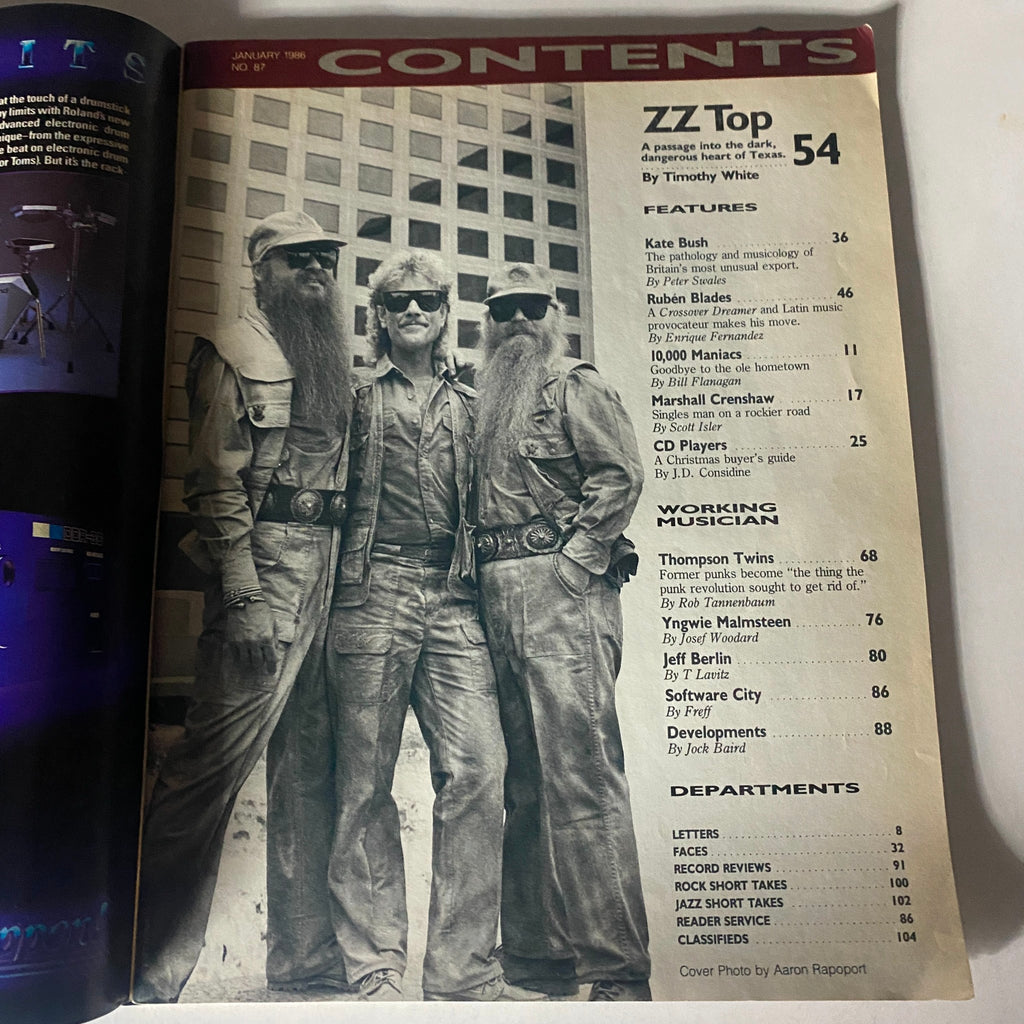 ITS
at the touch of a drumstick
y limits with Roland's new
dvanced electronic drum
ique-from the expressive
e beat on electronic drum
or Toms). But it's the rack
JANUARY 1986
NO. 87
CONTENTS
ZZ Top
A passage into the dark,
dangerous heart of Texas. 54
By Timothy White
FEATURES
Kate Bush .................. 36
The pathology and musicology of
Britain's most unusual export.
By Peter Swales
Rubén Blades ............... 46
A Crossover Dreamer and Latin music
provocateur makes his move.
By Enrique Fernandez
10,000 Maniacs ............. 11
Goodbye to the ole hometown
By Bill Flanagan
Marshall Crenshaw .......... 17
Singles man on a rockier road
By Scott Isler
CD Players ................. 25
A Christmas buyer's guide
By J.D. Considine
WORKING
MUSICIAN
Thompson Twins ............. 68
Former punks become "the thing the
punk revolution sought to get rid of."
By Rob Tannenbaum
Yngwie Malmsteen ........... 76
By Josef Woodard
Jeff Berlin ................ 80
By T Lavitz
Software City .............. 86
By Freff
Developments ............... 88
By Jock Baird
DEPARTMENTS
LETTERS .................... 8
FACES ...................... 32
RECORD REVIEWS ............. 91
ROCK SHORT TAKES ........... 100
JAZZ SHORT TAKES ........... 102
READER SERVICE ............. 86
CLASSIFIEDS ................ 104
Cover Photo by Aaron Rapoport